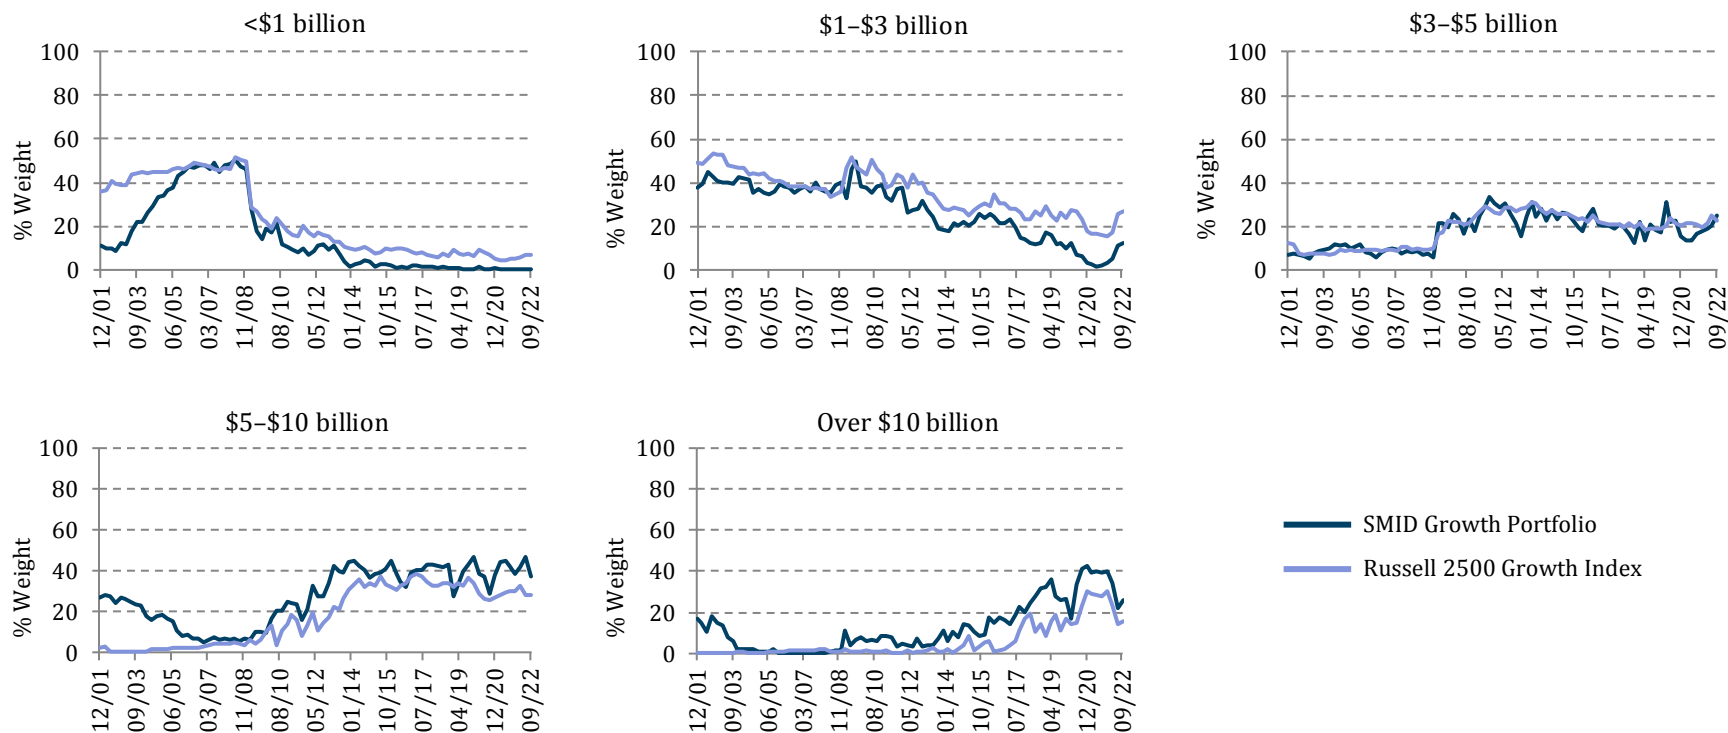 <$1 billion
% Weight
100
80
60
40
20
0
12/01 09/03 06/05 03/07 11/08 08/10 05/12 01/14 10/15 07/17 04/19 12/20 09/22
$1–$3 billion
% Weight
100
80
60
40
20
0
12/01 09/03 06/05 03/07 11/08 08/10 05/12 01/14 10/15 07/17 04/19 12/20 09/22
$3–$5 billion
% Weight
100
80
60
40
20
0
12/01 09/03 06/05 03/07 11/08 08/10 05/12 01/14 10/15 07/17 04/19 12/20 09/22
$5–$10 billion
% Weight
100
80
60
40
20
0
12/01 09/03 06/05 03/07 11/08 08/10 05/12 01/14 10/15 07/17 04/19 12/20 09/22
Over $10 billion
% Weight
100
80
60
40
20
0
12/01 09/03 06/05 03/07 11/08 08/10 05/12 01/14 10/15 07/17 04/19 12/20 09/22
SMID Growth Portfolio
Russell 2500 Growth Index